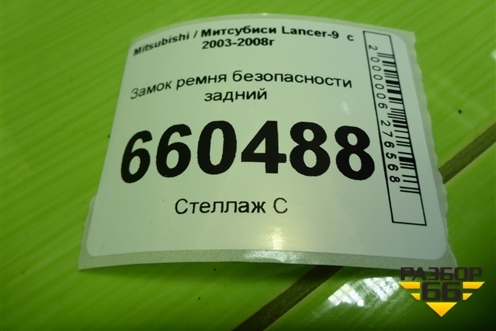 Mitsubishi / Митсубиси Lancer-9 с
2003-2008г
Замок ремня безопасности
задний
660488
Стеллаж С
2000006276568
РАЗБОР
66